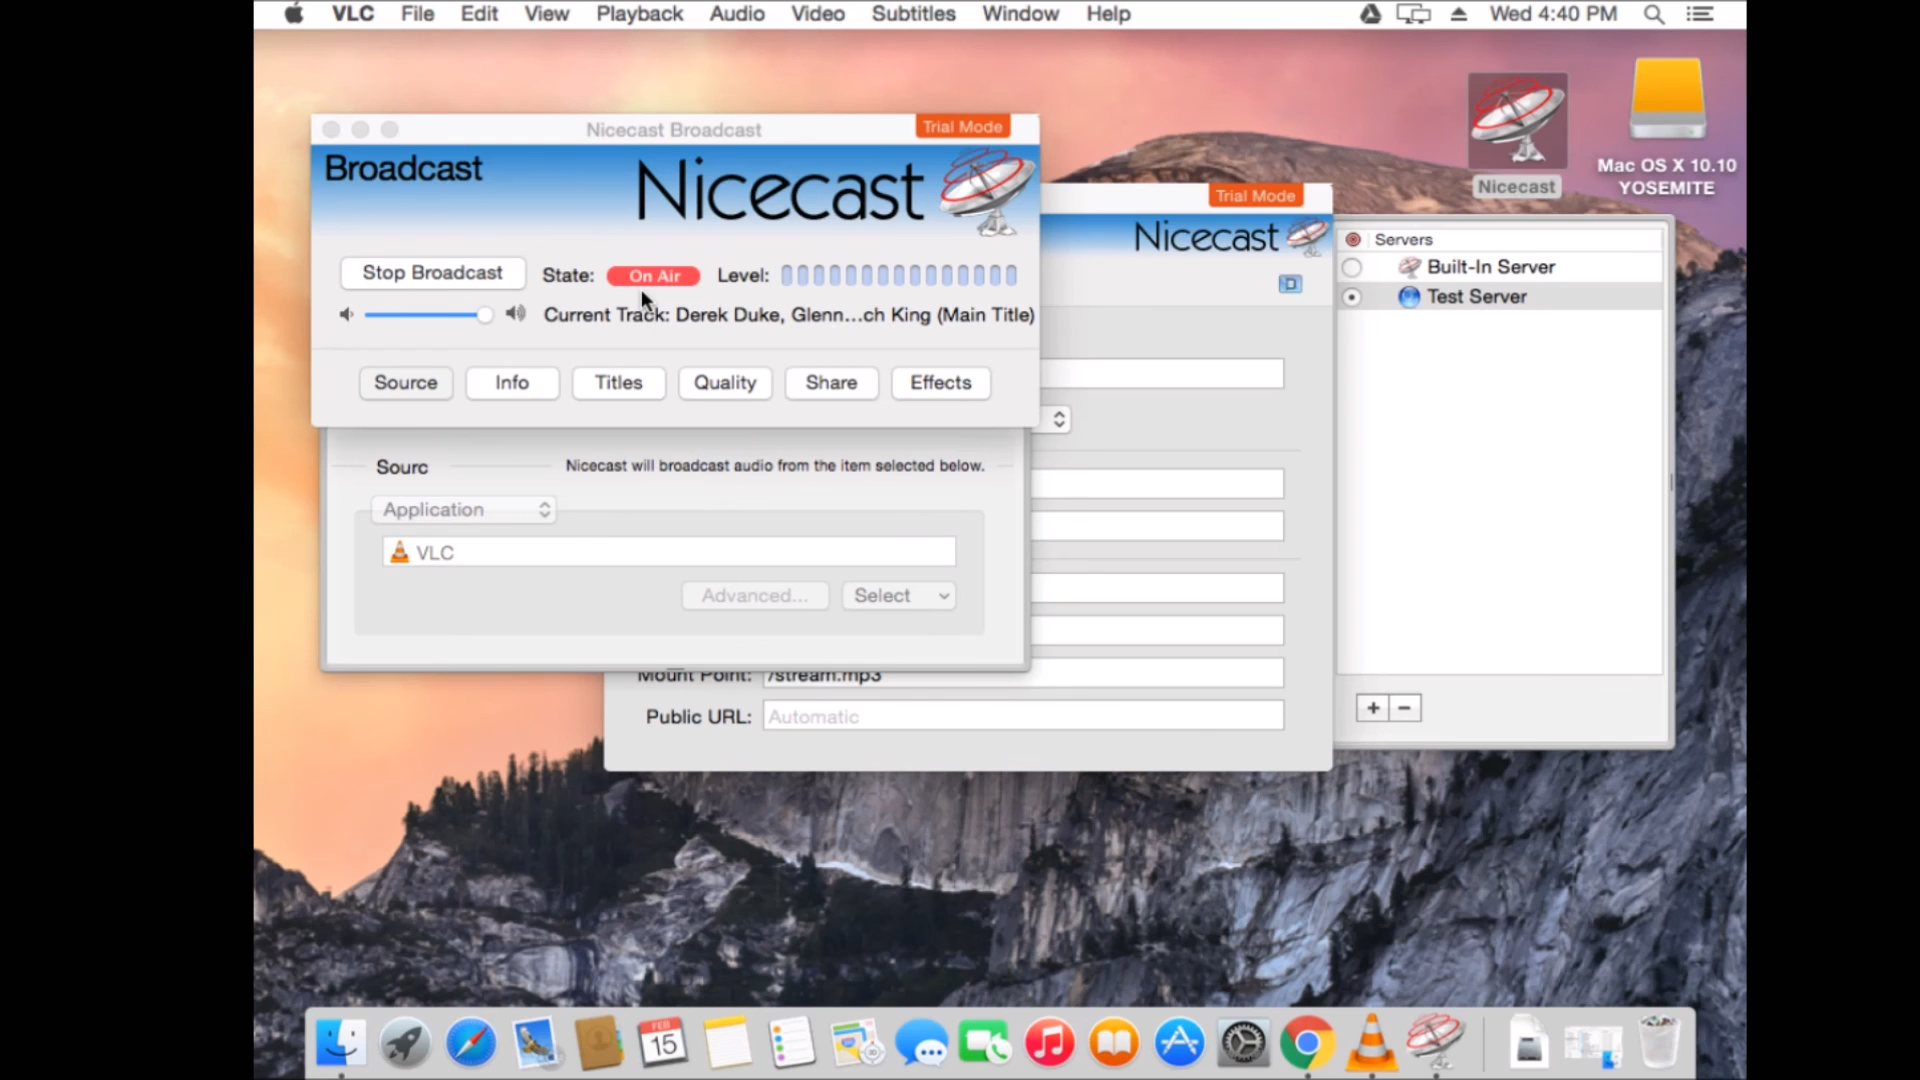 VLC File Edit View Playback Audio Video Subtitles Window Help Wed 4:40 PM
Nicecast Broadcast
Trial Mode
Broadcast
Nicecast
Stop Broadcast State: On Air Level:
Current Track: Derek Duke, Glenn...ch King (Main Title)
Source Info Titles Quality Share Effects
Sourc
Nicecast will broadcast audio from the item selected below.
Application
VLC
Advanced... Select
Trial Mode
Nicecast
Mount Point: /stream.mp3
Public URL: Automatic
Servers
Built-In Server
Test Server
+ −
Nicecast
Mac OS X 10.10
YOSEMITE
FEB
15